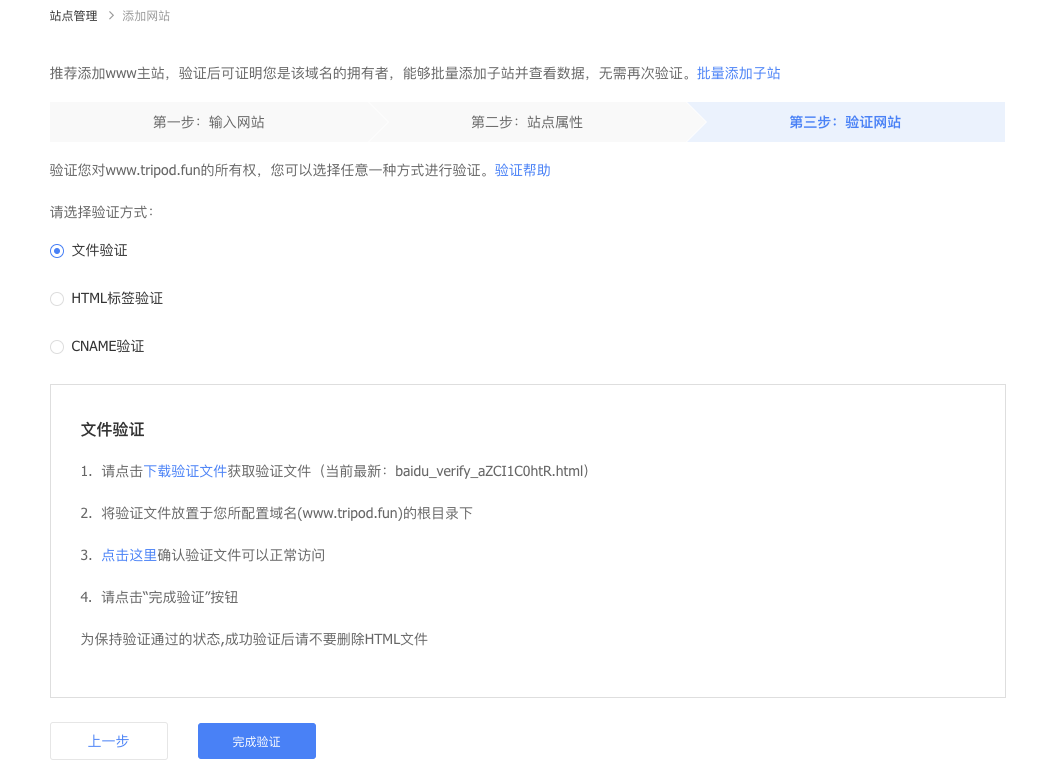 站点管理 > 添加网站
推荐添加www主站，验证后可证明您是该域名的拥有者，能够批量添加子站并查看数据，无需再次验证。批量添加子站
第一步：输入网站 第二步：站点属性 第三步：验证网站
验证您对www.tripod.fun的所有权，您可以选择任意一种方式进行验证。验证帮助
请选择验证方式：
文件验证
HTML标签验证
CNAME验证
文件验证
1. 请点击下载验证文件获取验证文件（当前最新：baidu_verify_aZCI1C0htR.html）
2. 将验证文件放置于您所配置域名(www.tripod.fun)的根目录下
3. 点击这里确认验证文件可以正常访问
4. 请点击“完成验证”按钮
为保持验证通过的状态,成功验证后请不要删除HTML文件
上一步 完成验证